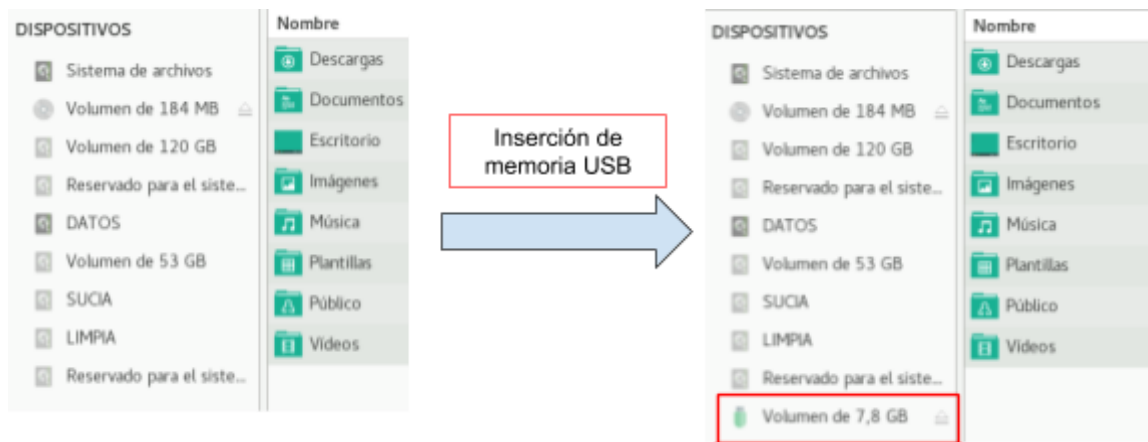 DISPOSITIVOS
Sistema de archivos
Volumen de 184 MB
Volumen de 120 GB
Reservado para el siste...
DATOS
Volumen de 53 GB
SUCIA
LIMPIA
Reservado para el siste...
Nombre
Descargas
Documentos
Escritorio
Imágenes
Música
Plantillas
Público
Vídeos
Inserción de
memoria USB
DISPOSITIVOS
Sistema de archivos
Volumen de 184 MB
Volumen de 120 GB
Reservado para el siste...
DATOS
Volumen de 53 GB
SUCIA
LIMPIA
Reservado para el siste...
Volumen de 7,8 GB
Nombre
Descargas
Documentos
Escritorio
Imágenes
Música
Plantillas
Público
Vídeos